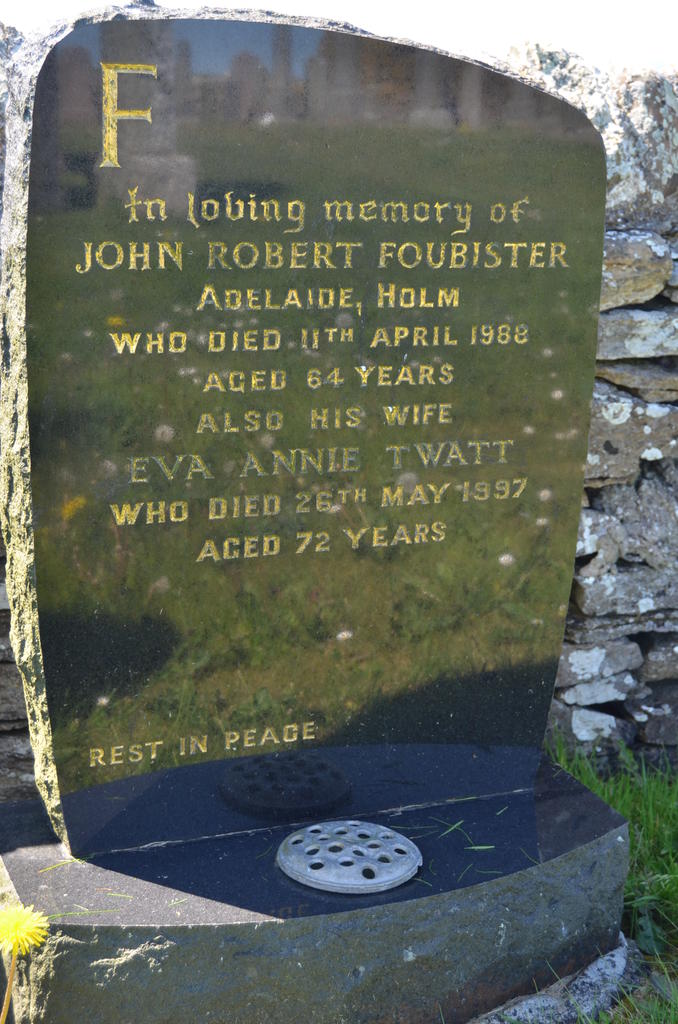 F
In loving memory of
JOHN ROBERT FOUBISTER
ADELAIDE, HOLM
WHO DIED 11TH APRIL 1988
AGED 64 YEARS
ALSO HIS WIFE
EVA ANNIE TWATT
WHO DIED 26TH MAY 1997
AGED 72 YEARS
REST IN PEACE